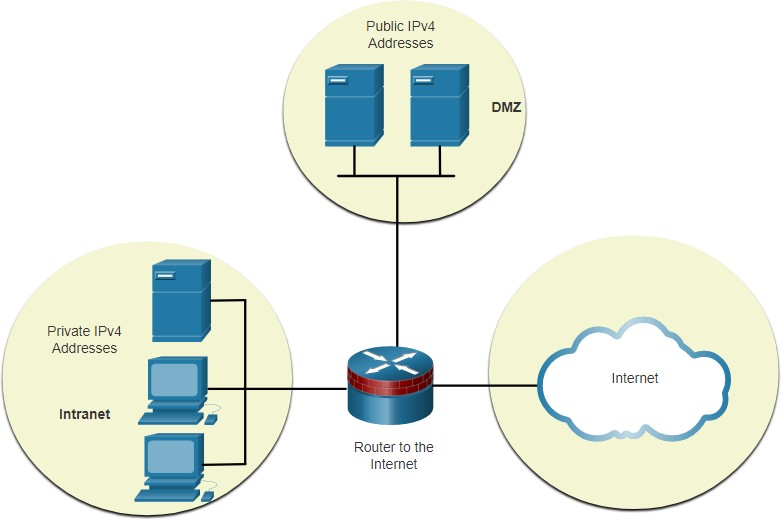 Public IPv4
Addresses
DMZ
Private IPv4
Addresses
Intranet
Internet
Router to the
Internet